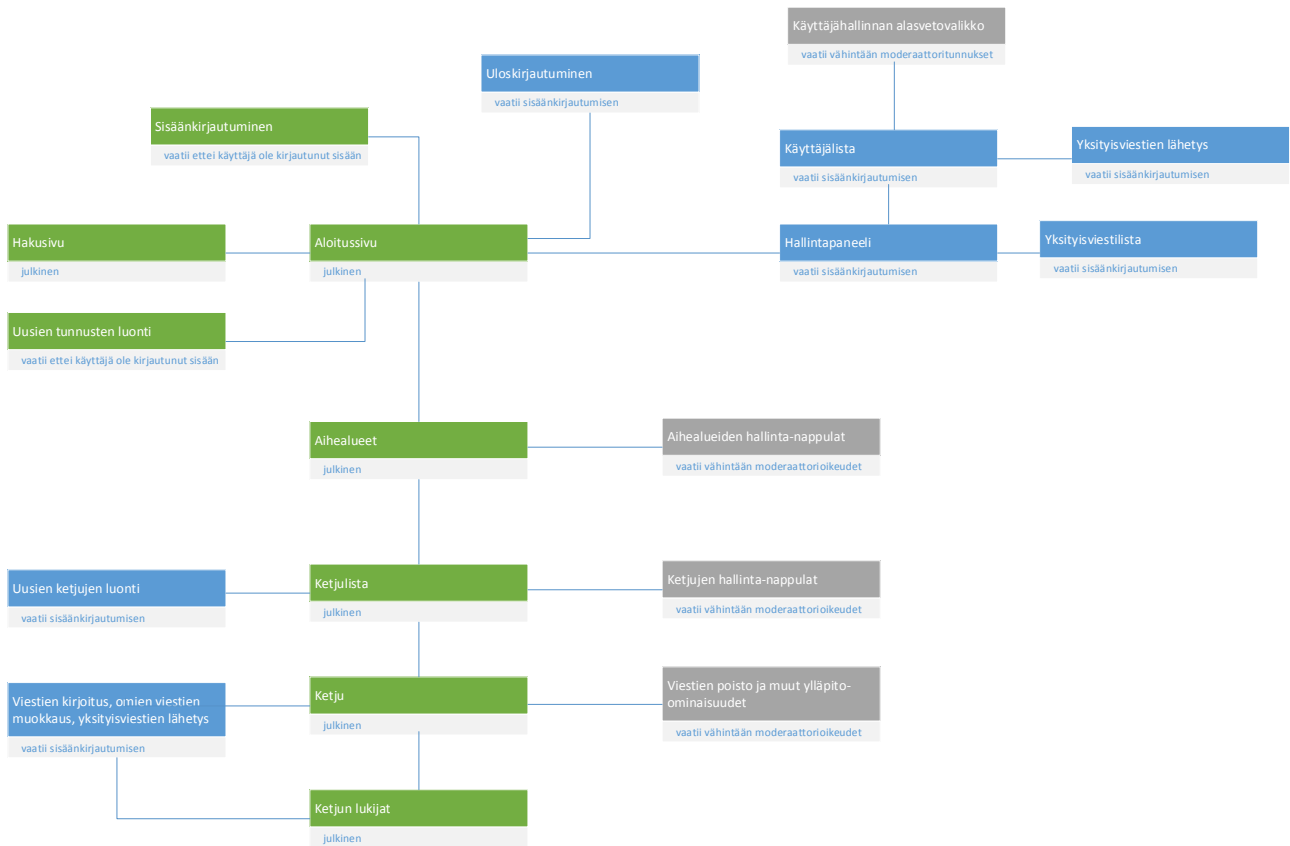 Käyttäjähallinnan alasvetovalikko
vaatii vähintään moderaattoritunnukset
Uloskirjautuminen
vaatii sisäänkirjautumisen
Sisäänkirjautuminen
vaatii ettei käyttäjä ole kirjautunut sisään
Käyttäjälista
vaatii sisäänkirjautumisen
Yksityisviestien lähetys
vaatii sisäänkirjautumisen
Hakusivu
julkinen
Aloitussivu
julkinen
Hallintapaneeli
vaatii sisäänkirjautumisen
Yksityisviestilista
vaatii sisäänkirjautumisen
Uusien tunnusten luonti
vaatii ettei käyttäjä ole kirjautunut sisään
Aihealueet
julkinen
Aihealueiden hallinta-nappulat
vaatii vähintään moderaattorioikeudet
Uusien ketjujen luonti
vaatii sisäänkirjautumisen
Ketjulista
julkinen
Ketjujen hallinta-nappulat
vaatii vähintään moderaattorioikeudet
Viestien kirjoitus, omien viestien
muokkaus, yksityisviestien lähetys
vaatii sisäänkirjautumisen
Ketju
julkinen
Viestien poisto ja muut ylläpito-
ominaisuudet
vaatii vähintään moderaattorioikeudet
Ketjun lukijat
julkinen